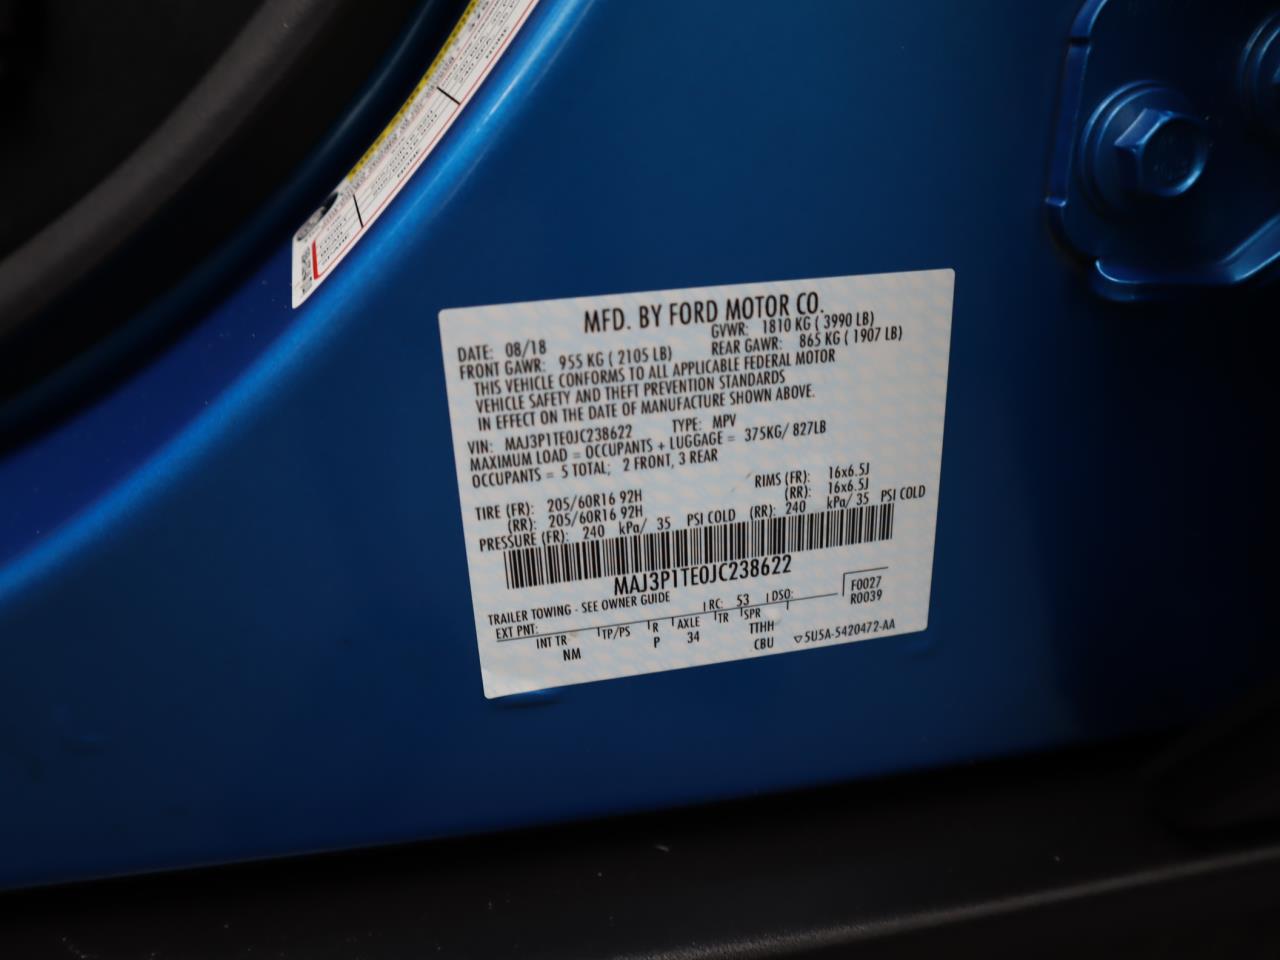 MFD. BY FORD MOTOR CO.
DATE: 08/18 GVWR: 1810 KG ( 3990 LB)
FRONT GAWR: 955 KG ( 2105 LB) REAR GAWR: 865 KG ( 1907 LB)
THIS VEHICLE CONFORMS TO ALL APPLICABLE FEDERAL MOTOR
VEHICLE SAFETY AND THEFT PREVENTION STANDARDS
IN EFFECT ON THE DATE OF MANUFACTURE SHOWN ABOVE.
VIN: MAJ3P1TE0JC238622 TYPE: MPV
MAXIMUM LOAD = OCCUPANTS + LUGGAGE = 375KG/ 827LB
OCCUPANTS = 5 TOTAL; 2 FRONT, 3 REAR
TIRE (FR): 205/60R16 92H RIMS (FR): 16x6.5J
(RR): 205/60R16 92H (RR): 16x6.5J
PRESSURE (FR): 240 kPa/ 35 PSI COLD (RR): 240 kPa/ 35 PSI COLD
MAJ3P1TE0JC238622
TRAILER TOWING - SEE OWNER GUIDE
F0027
R0039
EXT PNT: RC: 53 DSO:
INT TR TP/PS R AXLE TR SPR
NM P 34 TTHH
CBU
5U5A-5420472-AA
FRONT
REAR
SPARE
NONE